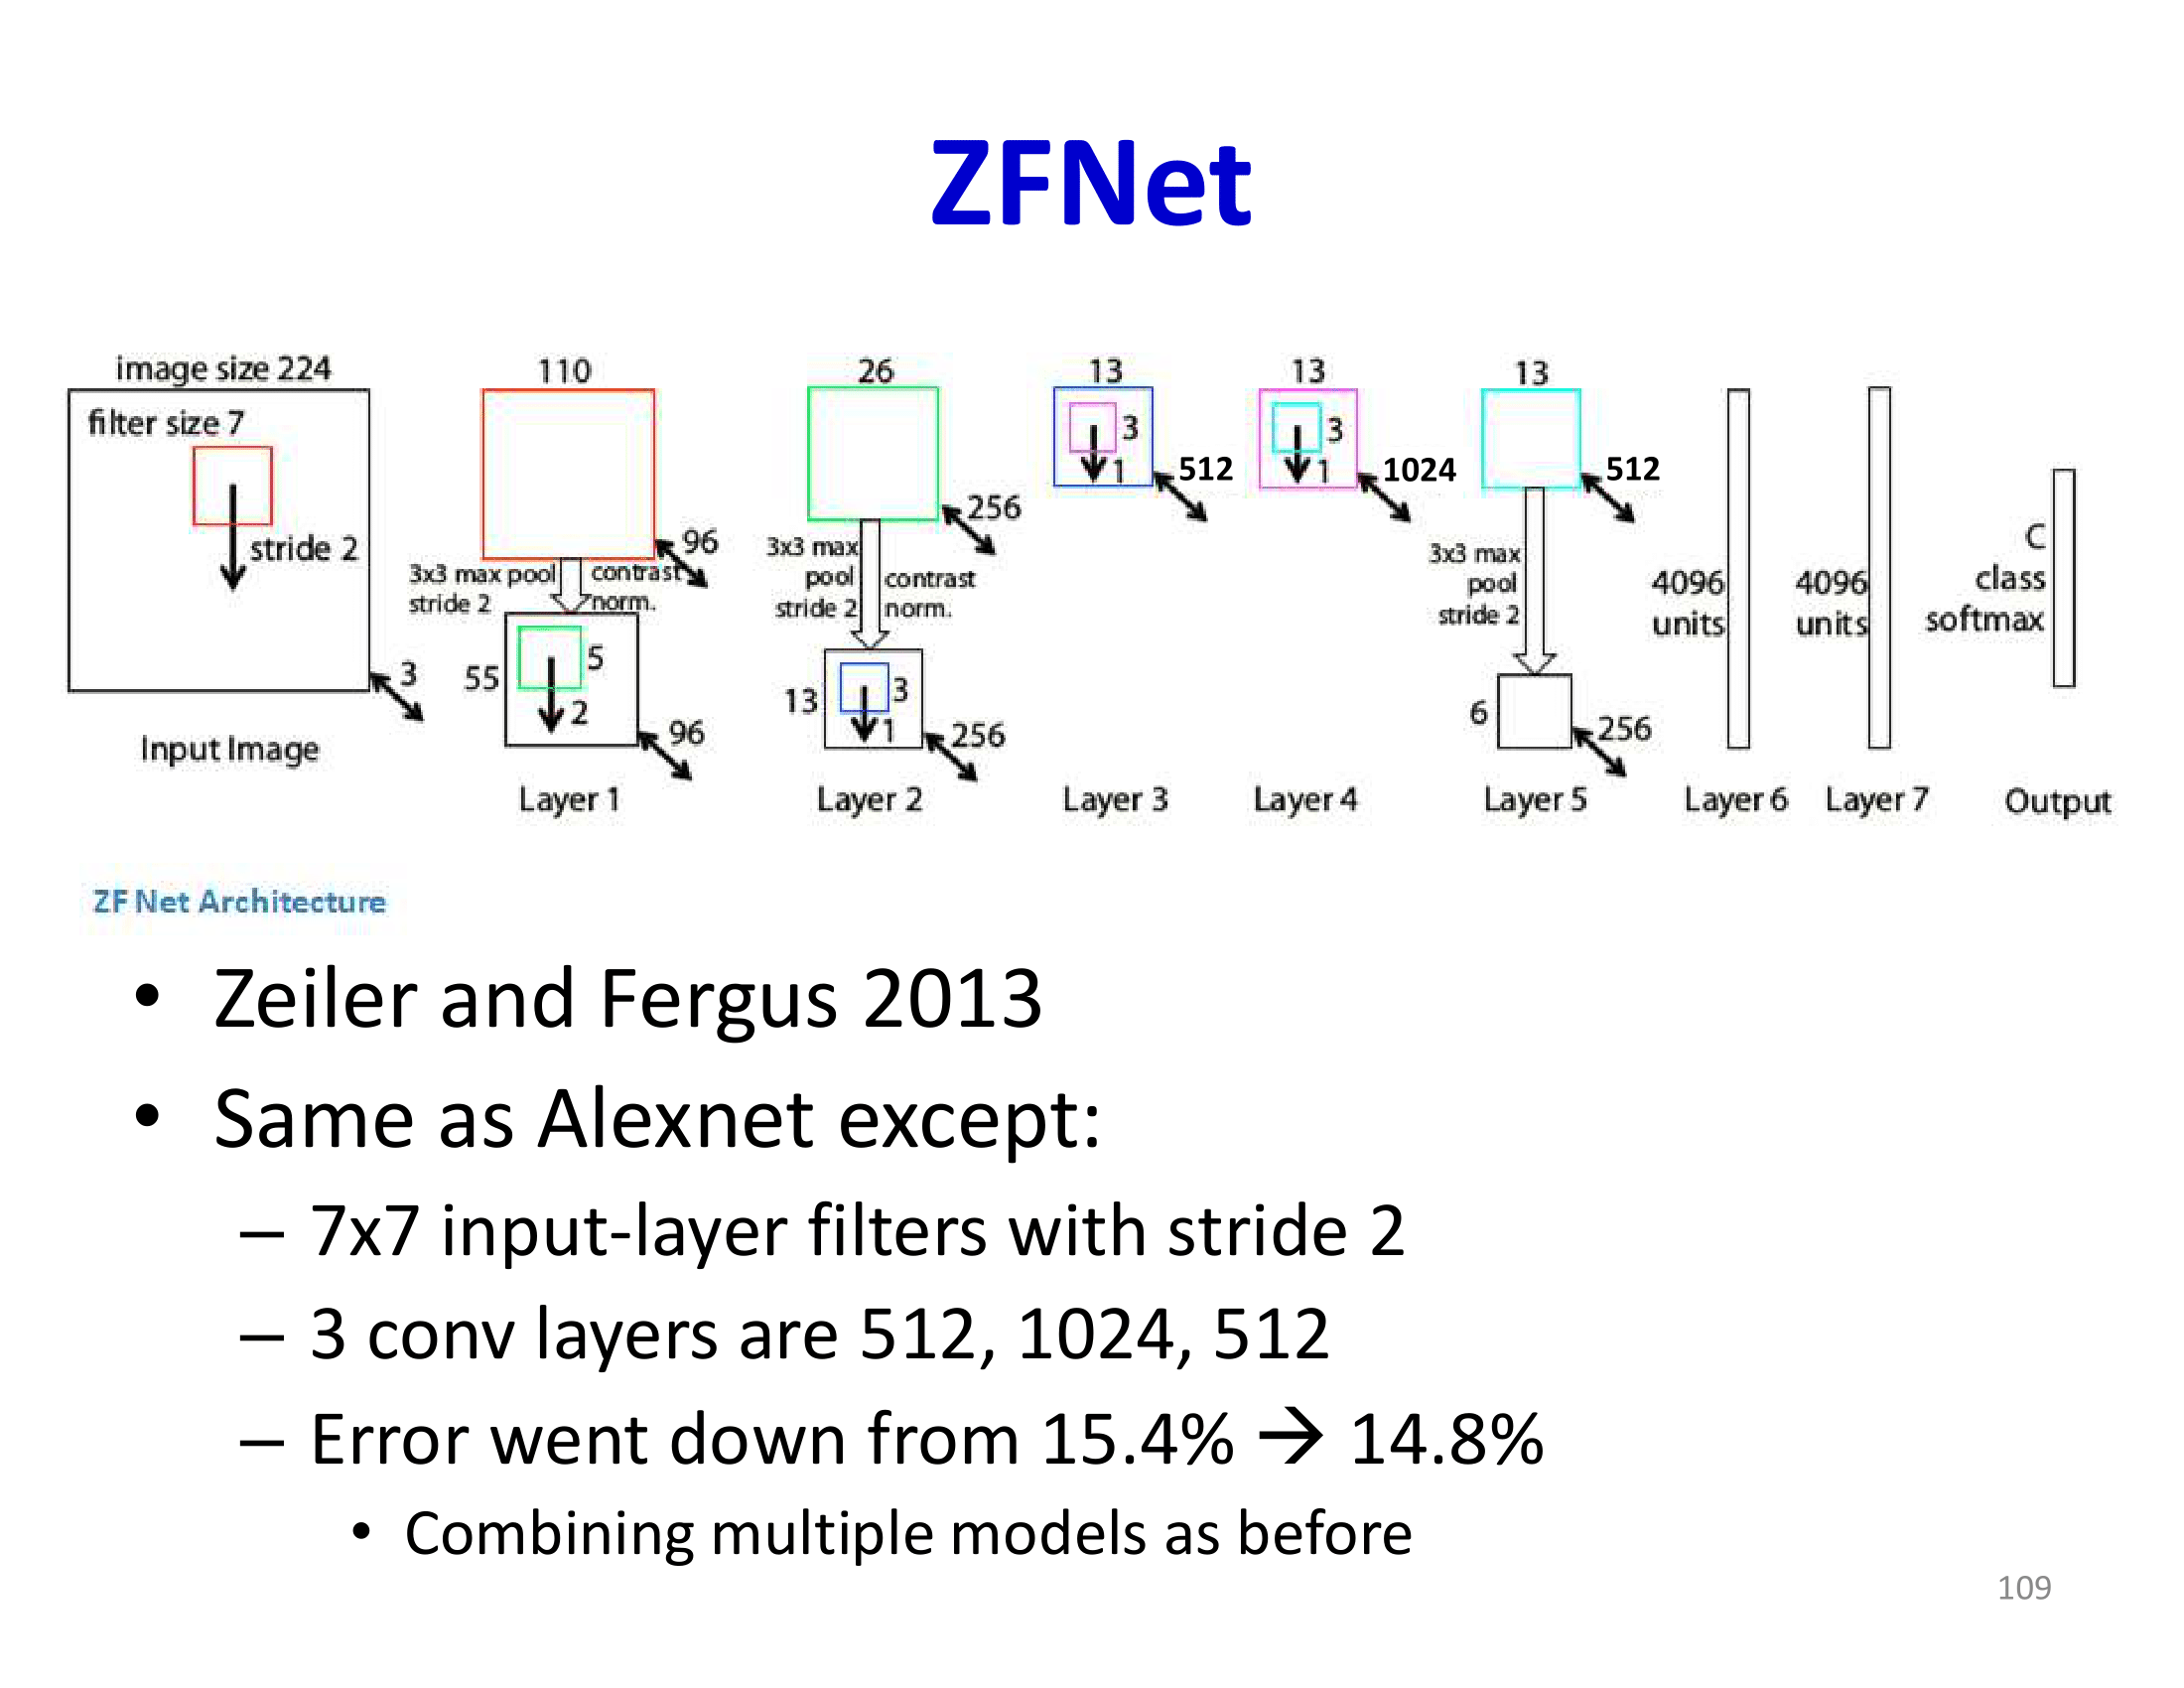 ZFNet
image size 224
filter size 7
stride 2
3
Input Image
110
96
3x3 max pool
stride 2
contrast
norm.
55
5
2
96
Layer 1
26
256
3x3 max
pool
stride 2
contrast
norm.
13
3
1
256
Layer 2
13
3
1
512
Layer 3
13
3
1
1024
Layer 4
13
512
3x3 max
pool
stride 2
6
256
Layer 5
4096
units
Layer 6
4096
units
Layer 7
C
class
softmax
Output
ZF Net Architecture
• Zeiler and Fergus 2013
• Same as Alexnet except:
– 7x7 input-layer filters with stride 2
– 3 conv layers are 512, 1024, 512
– Error went down from 15.4% → 14.8%
• Combining multiple models as before
109